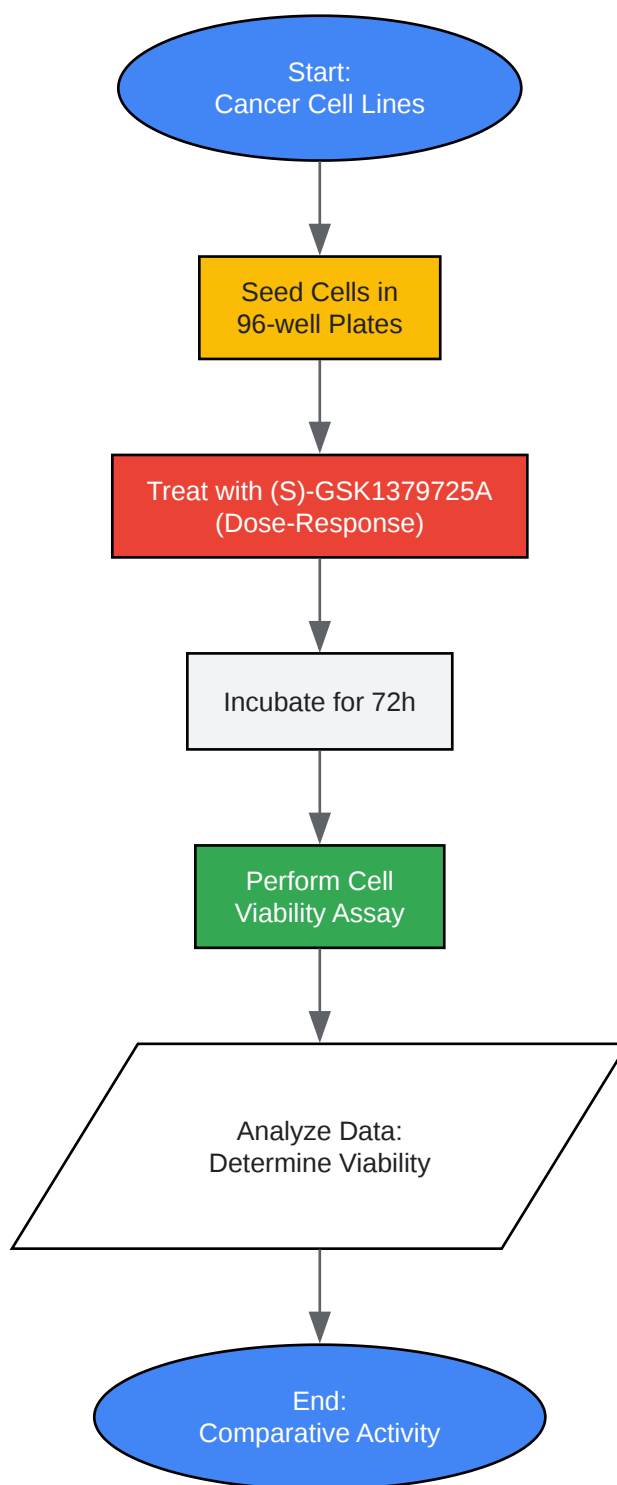 Start:
Cancer Cell Lines
Seed Cells in
96-well Plates
Treat with (S)-GSK1379725A
(Dose-Response)
Incubate for 72h
Perform Cell
Viability Assay
Analyze Data:
Determine Viability
End:
Comparative Activity